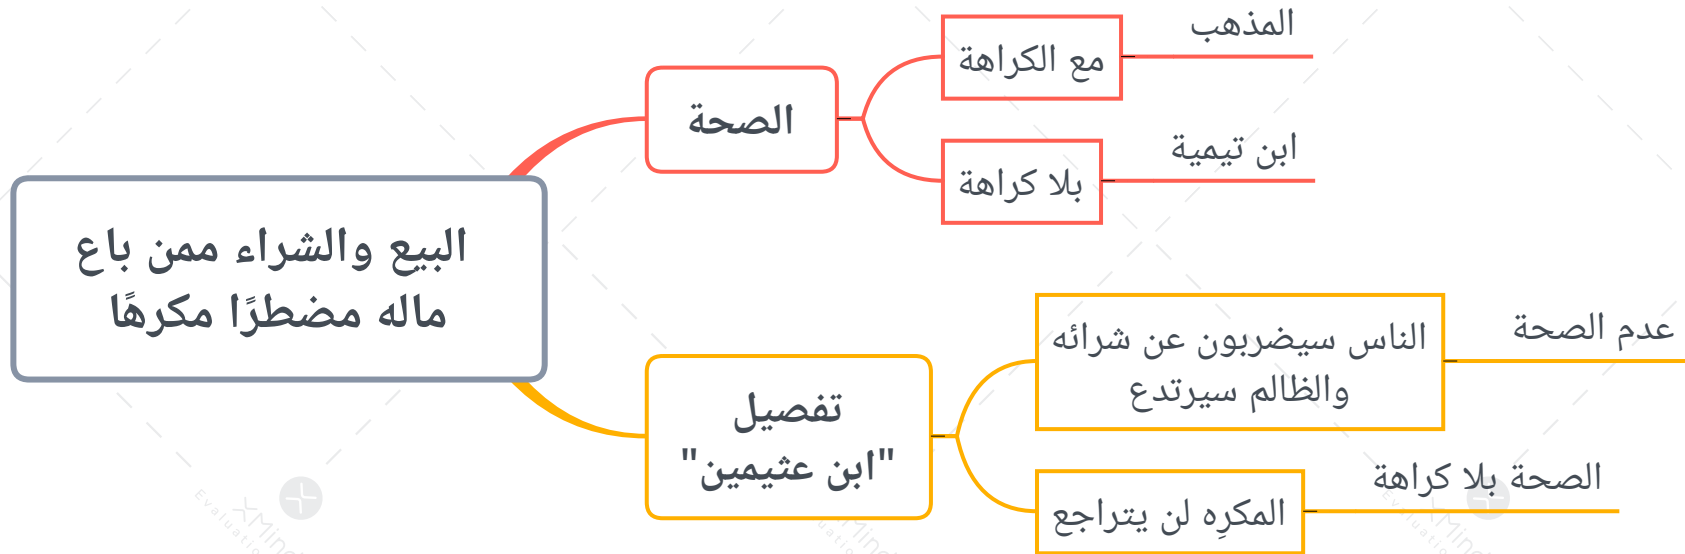 البيع والشراء ممن باع
ماله مضطرًا مكرهًا
الصحة
مع الكراهة
المذهب
بلا كراهة
ابن تيمية
تفصيل
"ابن عثيمين"
الناس سيضربون عن شرائه
والظالم سيرتدع
عدم الصحة
المكرِه لن يتراجع
الصحة بلا كراهة